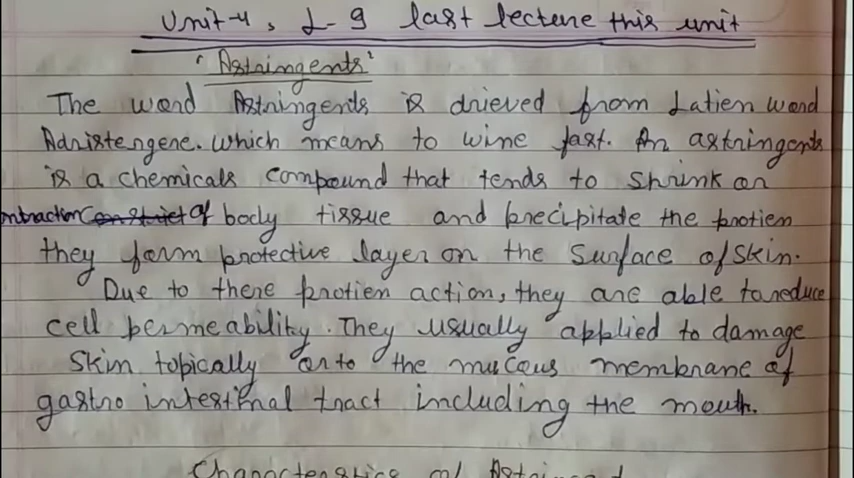 Unit-4, L-9 last lecture this unit
'Astringents'
The word Astringents is drieved from Latien word
Adristengene. which means to wine fast. An astringents
is a chemicals compound that tends to shrink or
ntraction Constrict of body tissue and precipitate the protien
they form protective layer on the surface of skin.
Due to there protien action, they are able to reduce
cell permeability. They usually applied to damage
skin topically or to the mucous membrane of
gastro intestinal tract including the mouth.
Characteristics of Astringent